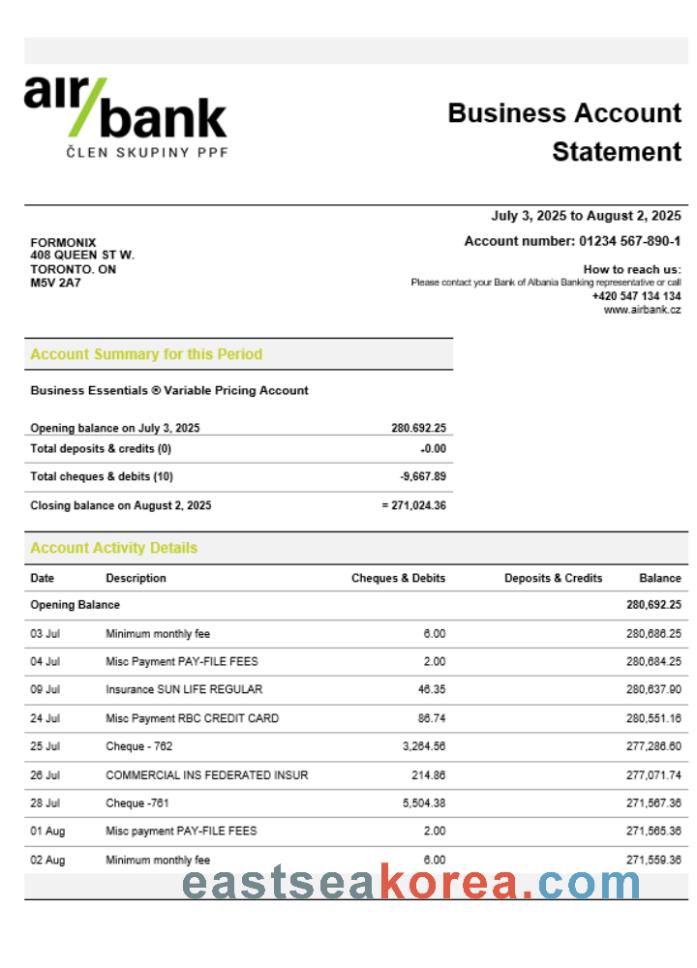 air bank
ČLEN SKUPINY PPF
Business Account
Statement
July 3, 2025 to August 2, 2025
Account number: 01234 567-890-1
FORMONIX
408 QUEEN ST W.
TORONTO. ON
M5V 2A7
How to reach us:
Please contact your Bank of Albania Banking representative or call
+420 547 134 134
www.airbank.cz
Account Summary for this Period
Business Essentials ® Variable Pricing Account
Opening balance on July 3, 2025 280.692.25
Total deposits & credits (0) -0.00
Total cheques & debits (10) -9,667.89
Closing balance on August 2, 2025 = 271,024.36
Account Activity Details
Date Description Cheques & Debits Deposits & Credits Balance
Opening Balance 280,692.25
03 Jul Minimum monthly fee 6.00 280,686.25
04 Jul Misc Payment PAY-FILE FEES 2.00 280,684.25
09 Jul Insurance SUN LIFE REGULAR 46.35 280,637.90
24 Jul Misc Payment RBC CREDIT CARD 86.74 280,551.16
25 Jul Cheque - 762 3,264.56 277,286.60
26 Jul COMMERCIAL INS FEDERATED INSUR 214.86 277,071.74
28 Jul Cheque -761 5,504.38 271,567.36
01 Aug Misc payment PAY-FILE FEES 2.00 271,565.36
02 Aug Minimum monthly fee 6.00 271,559.36
eastseakorea.com